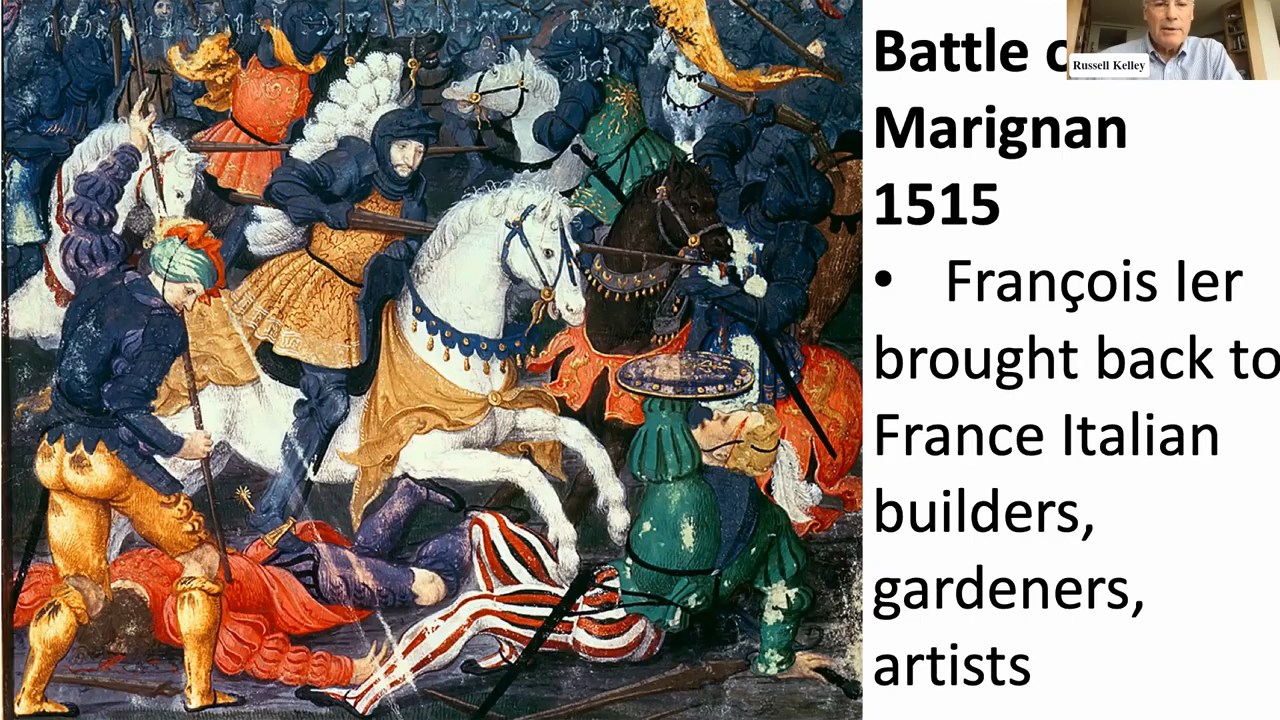 Battle
Marignan
1515
• François Ier
brought back to
France Italian
builders,
gardeners,
artists
Russell Kelley